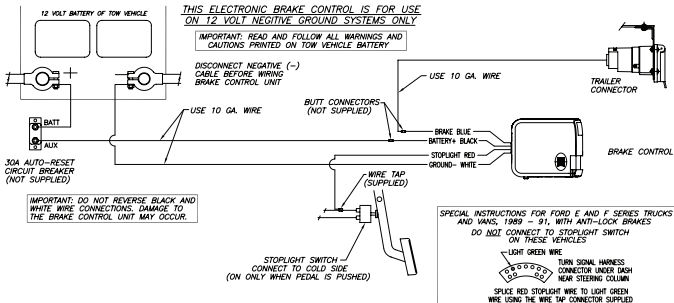 THIS ELECTRONIC BRAKE CONTROL IS FOR USE
ON 12 VOLT NEGITIVE GROUND SYSTEMS ONLY
12 VOLT BATTERY OF TOW VEHICLE
IMPORTANT: READ AND FOLLOW ALL WARNINGS AND
CAUTIONS PRINTED ON TOW VEHICLE BATTERY
DISCONNECT NEGATIVE (-)
CABLE BEFORE WIRING
BRAKE CONTROL UNIT
USE 10 GA. WIRE
TRAILER
CONNECTOR
BATT
AUX
USE 10 GA. WIRE
BUTT CONNECTORS
(NOT SUPPLIED)
BRAKE BLUE
BATTERY+ BLACK
STOPLIGHT RED
GROUND- WHITE
BRAKE CONTROL
30A AUTO-RESET
CIRCUIT BREAKER
(NOT SUPPLIED)
WIRE TAP
(SUPPLIED)
IMPORTANT: DO NOT REVERSE BLACK AND
WHITE WIRE CONNECTIONS. DAMAGE TO
THE BRAKE CONTROL UNIT MAY OCCUR.
STOPLIGHT SWITCH
CONNECT TO COLD SIDE
(ON ONLY WHEN PEDAL IS PUSHED)
SPECIAL INSTRUCTIONS FOR FORD E AND F SERIES TRUCKS
AND VANS, 1989 - 91, WITH ANTI-LOCK BRAKES
DO NOT CONNECT TO STOPLIGHT SWITCH
ON THESE VEHICLES
LIGHT GREEN WIRE
TURN SIGNAL HARNESS
CONNECTOR UNDER DASH
NEAR STEERING COLUMN
SPLICE RED STOPLIGHT WIRE TO LIGHT GREEN
WIRE USING THE WIRE TAP CONNECTOR SUPPLIED